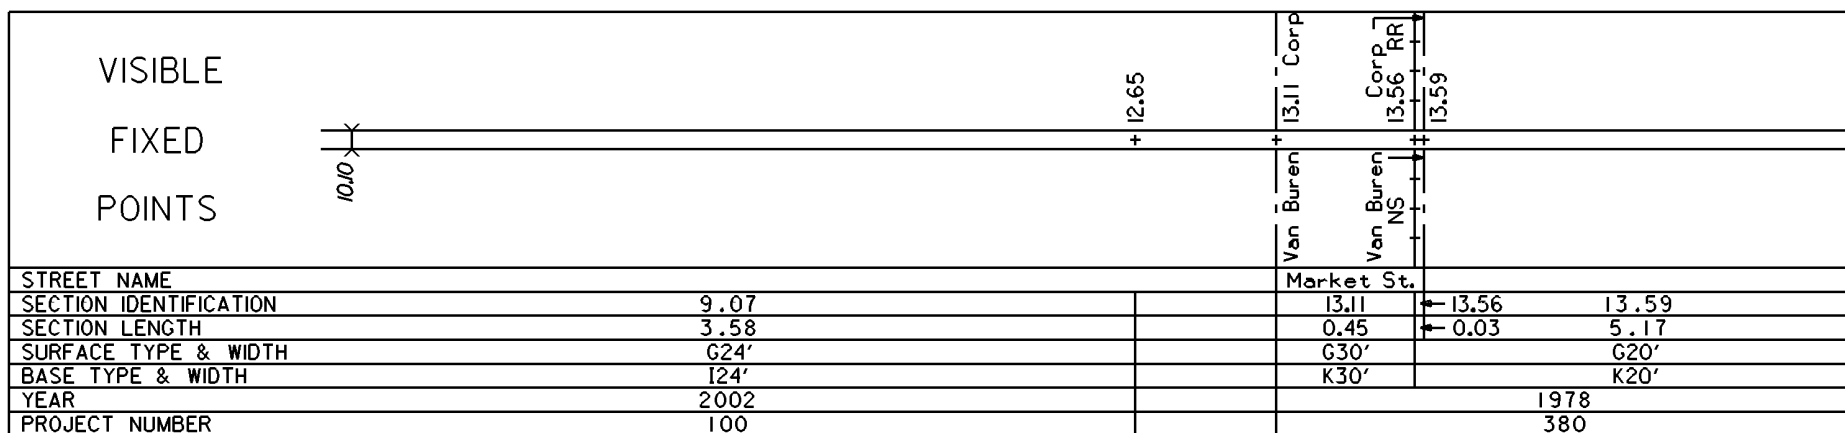 VISIBLE
FIXED
POINTS
10.10
12.65
Van Buren 13.11 Corp
Van Buren Corp
NS 13.56 RR
13.59
STREET NAME Market St.
SECTION IDENTIFICATION 9.07 13.11 13.56 13.59
SECTION LENGTH 3.58 0.45 0.03 5.17
SURFACE TYPE & WIDTH G24' G30' G20'
BASE TYPE & WIDTH I24' K30' K20'
YEAR 2002 1978
PROJECT NUMBER 100 380